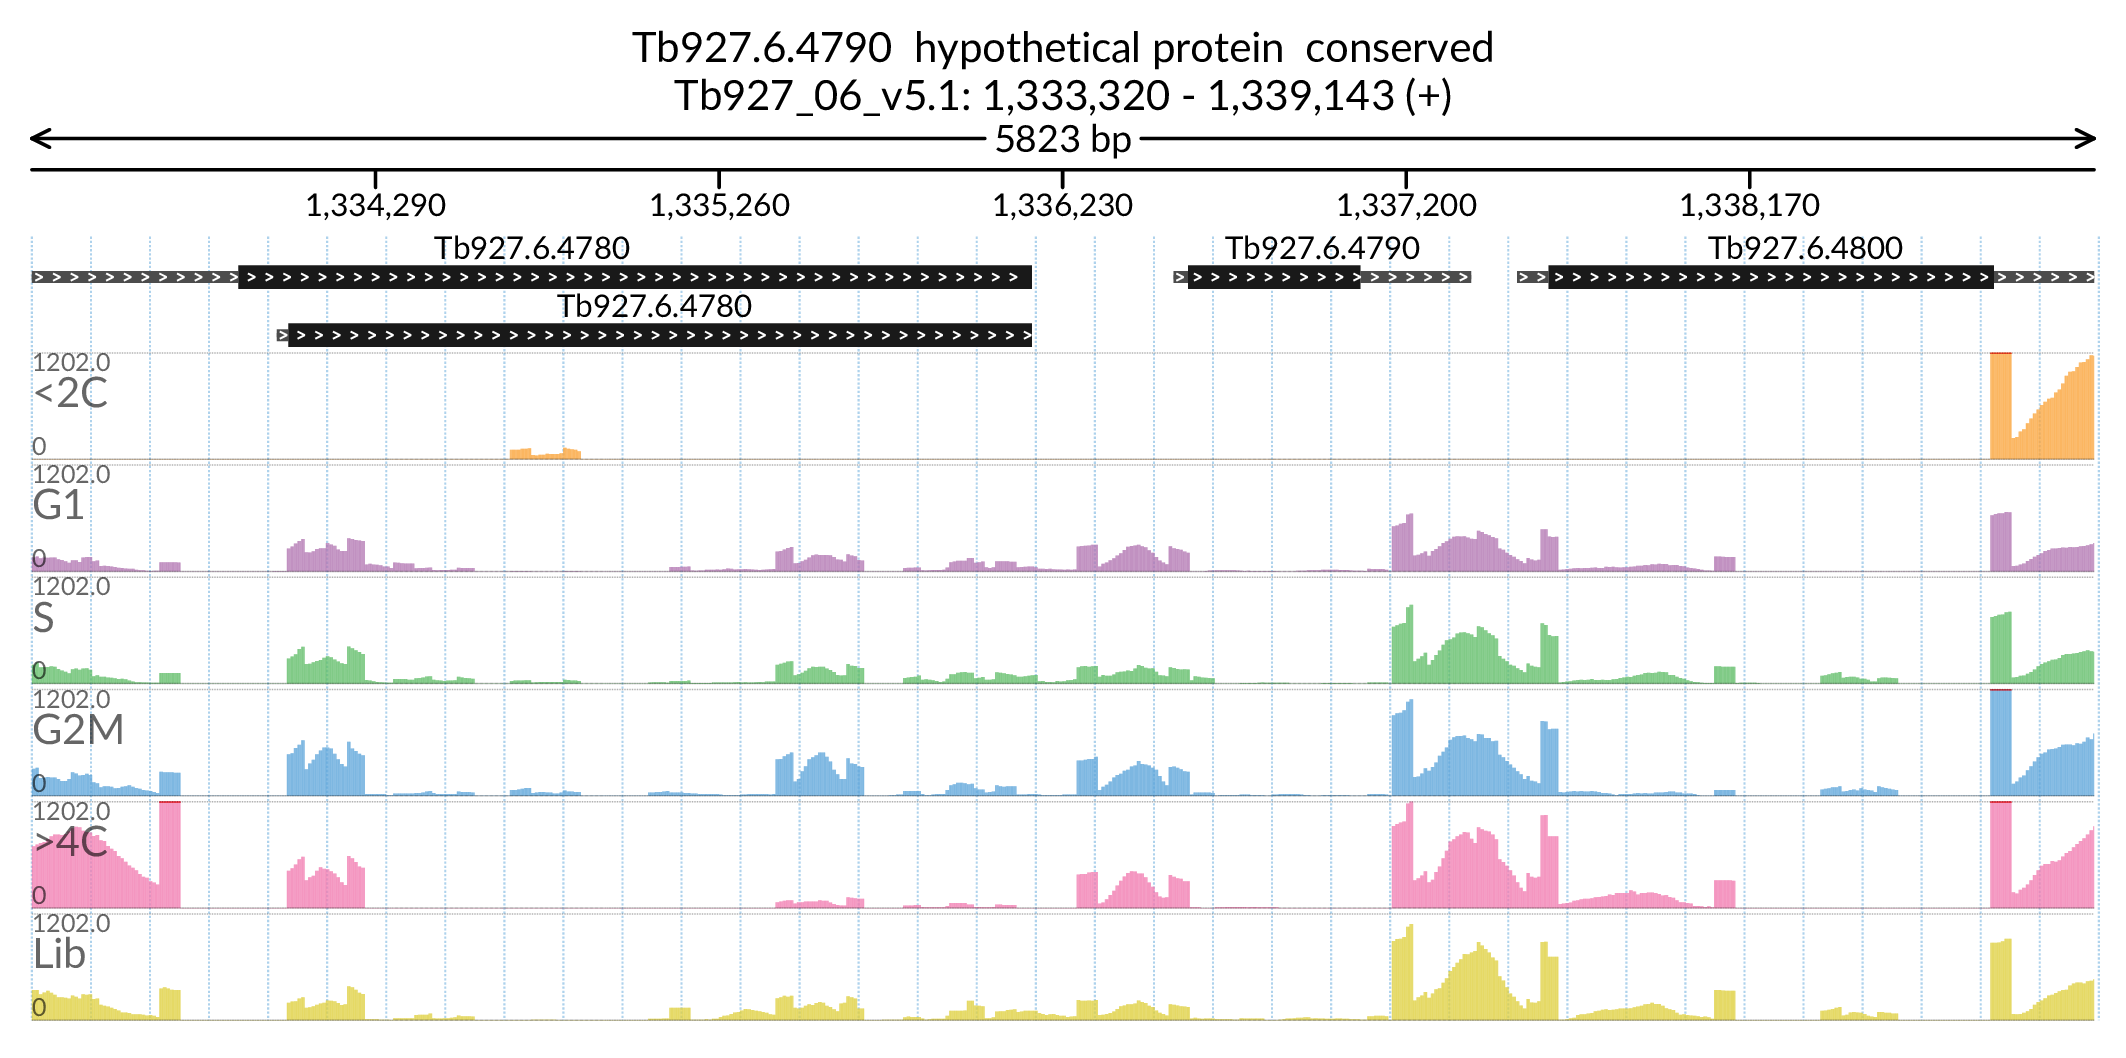 Tb927.6.4790  hypothetical protein  conserved
Tb927_06_v5.1: 1,333,320 - 1,339,143 (+)
5823 bp
1,334,290 1,335,260 1,336,230 1,337,200 1,338,170
Tb927.6.4780 Tb927.6.4790 Tb927.6.4800
Tb927.6.4780
1202.0
<2C
0
1202.0
G1
0
1202.0
S
0
1202.0
G2M
0
1202.0
>4C
0
1202.0
Lib
0